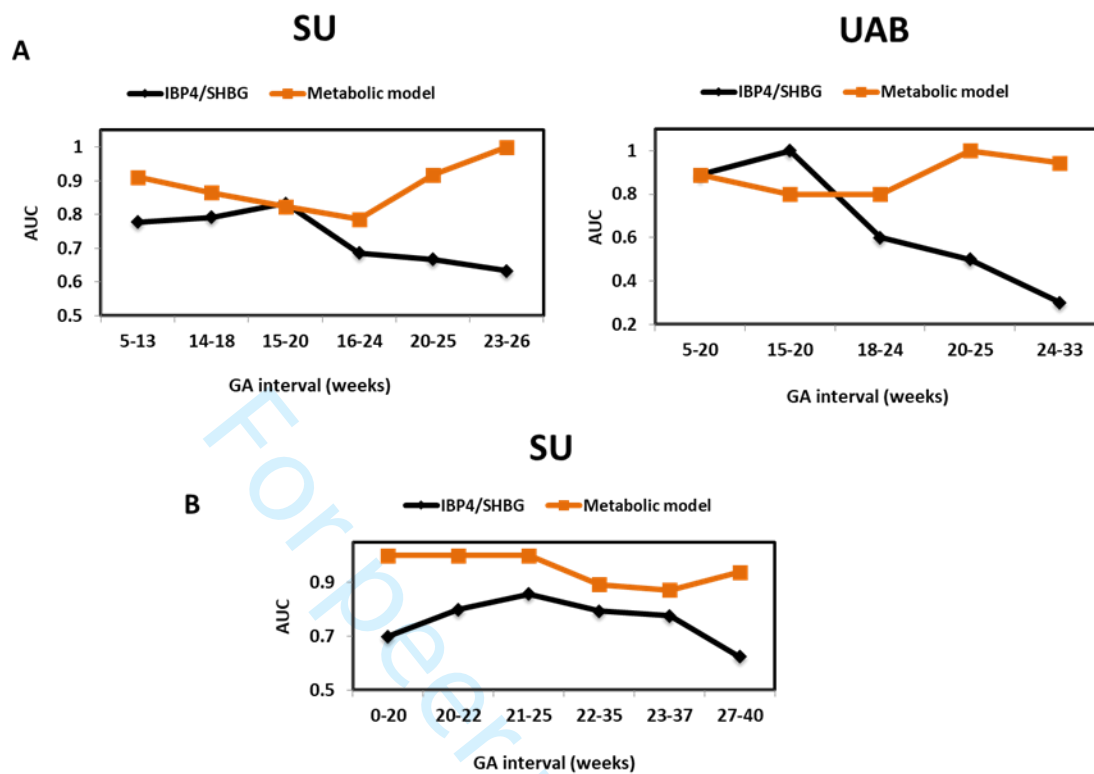 SU
UAB
A
IBP4/SHBG Metabolic model
IBP4/SHBG Metabolic model
1
0.9
0.8
0.7
0.6
0.5
AUC
5-13 14-18 15-20 16-24 20-25 23-26
GA interval (weeks)
1
0.8
0.6
0.4
0.2
AUC
5-20 15-20 18-24 20-25 24-33
GA interval (weeks)
SU
B
IBP4/SHBG Metabolic model
0.9
0.7
0.5
AUC
0-20 20-22 21-25 22-35 23-37 27-40
GA interval (weeks)
For peer